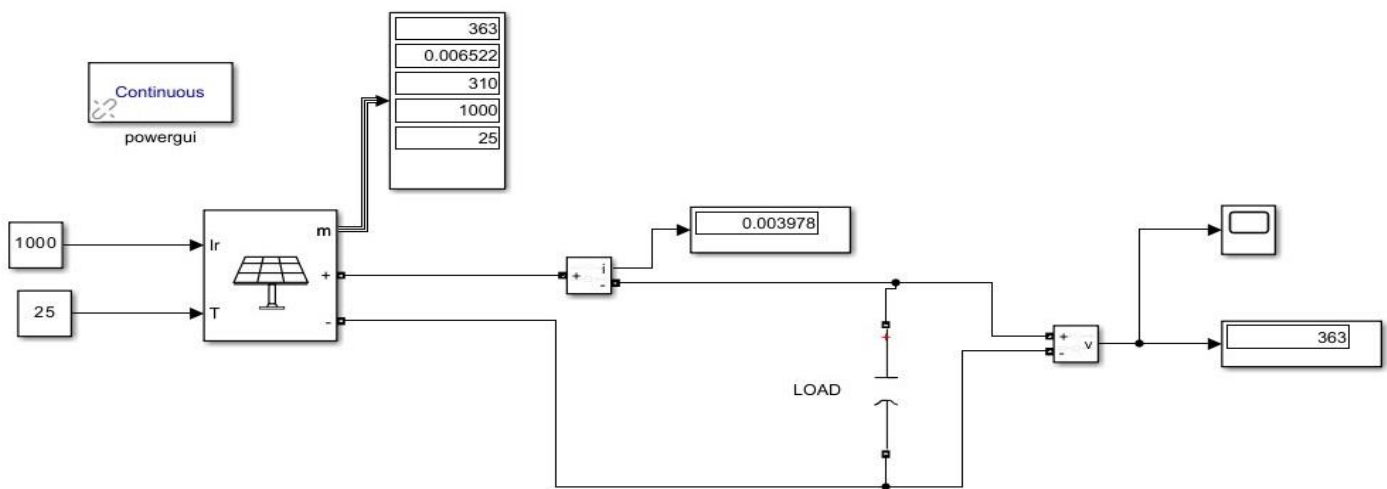 363
0.006522
310
1000
25
Continuous
powergui
1000
Ir
m
+
25
T
-
0.003978
+
i
-
+
LOAD
+
v
-
363